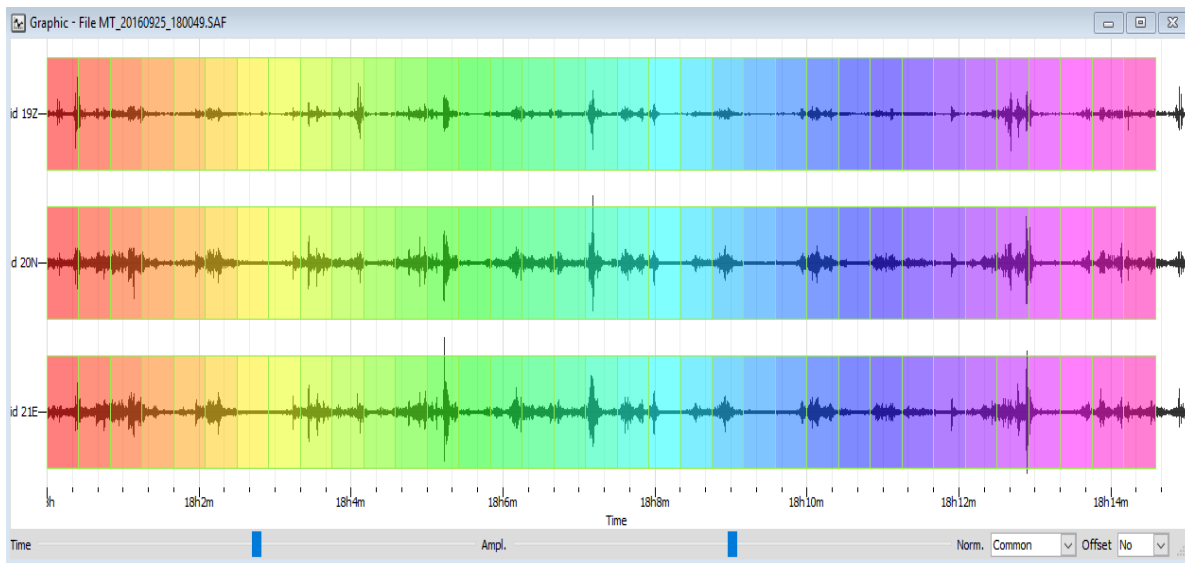 Graphic - File MT_20160925_180049.SAF
id 19Z
d 20N
id 21E
8h
18h2m
18h4m
18h6m
18h8m
18h10m
18h12m
18h14m
Time
Time
Ampl.
Norm.
Common
Offset
No